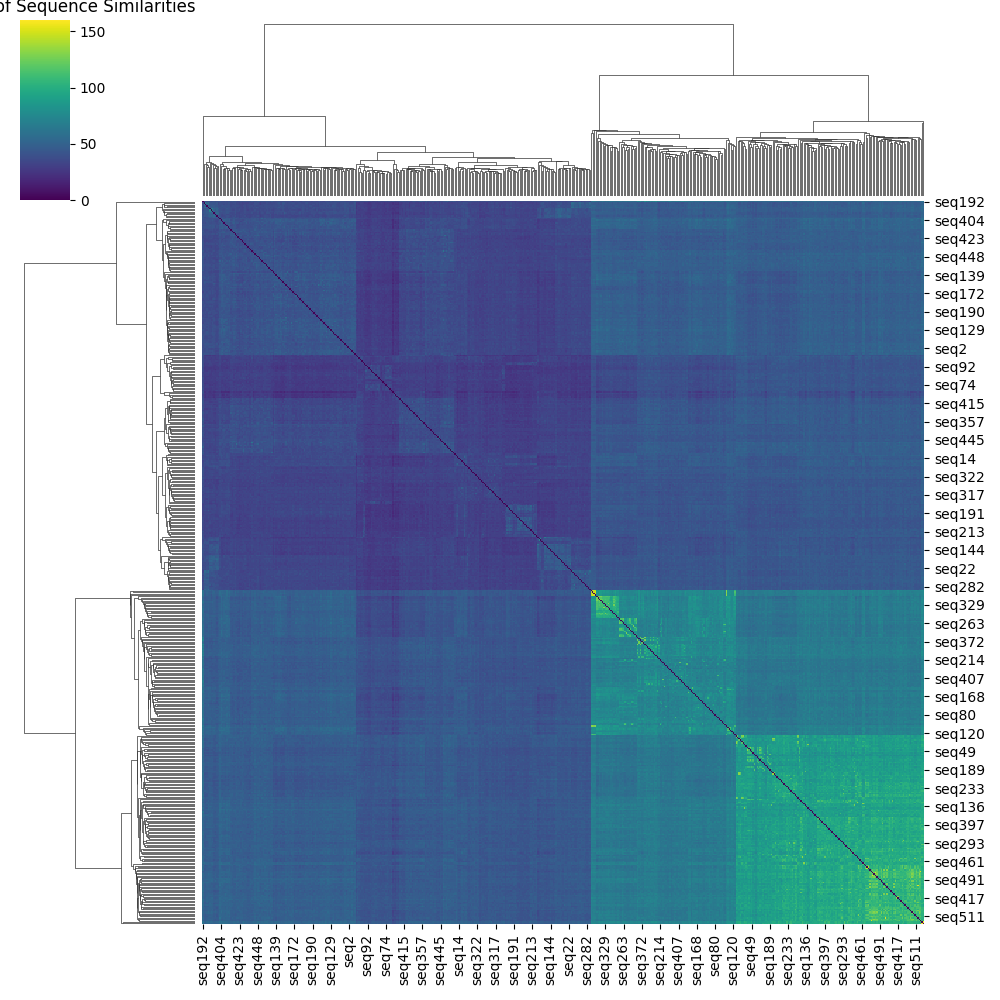 of Sequence Similarities
150
100
50
0
seq192
seq404
seq423
seq448
seq139
seq172
seq190
seq129
seq2
seq92
seq74
seq415
seq357
seq445
seq14
seq322
seq317
seq191
seq213
seq144
seq22
seq282
seq329
seq263
seq372
seq214
seq407
seq168
seq80
seq120
seq49
seq189
seq233
seq136
seq397
seq293
seq461
seq491
seq417
seq511
seq192
seq404
seq423
seq448
seq139
seq172
seq190
seq129
seq2
seq92
seq74
seq415
seq357
seq445
seq14
seq322
seq317
seq191
seq213
seq144
seq22
seq282
seq329
seq263
seq372
seq214
seq407
seq168
seq80
seq120
seq49
seq189
seq233
seq136
seq397
seq293
seq461
seq491
seq417
seq511